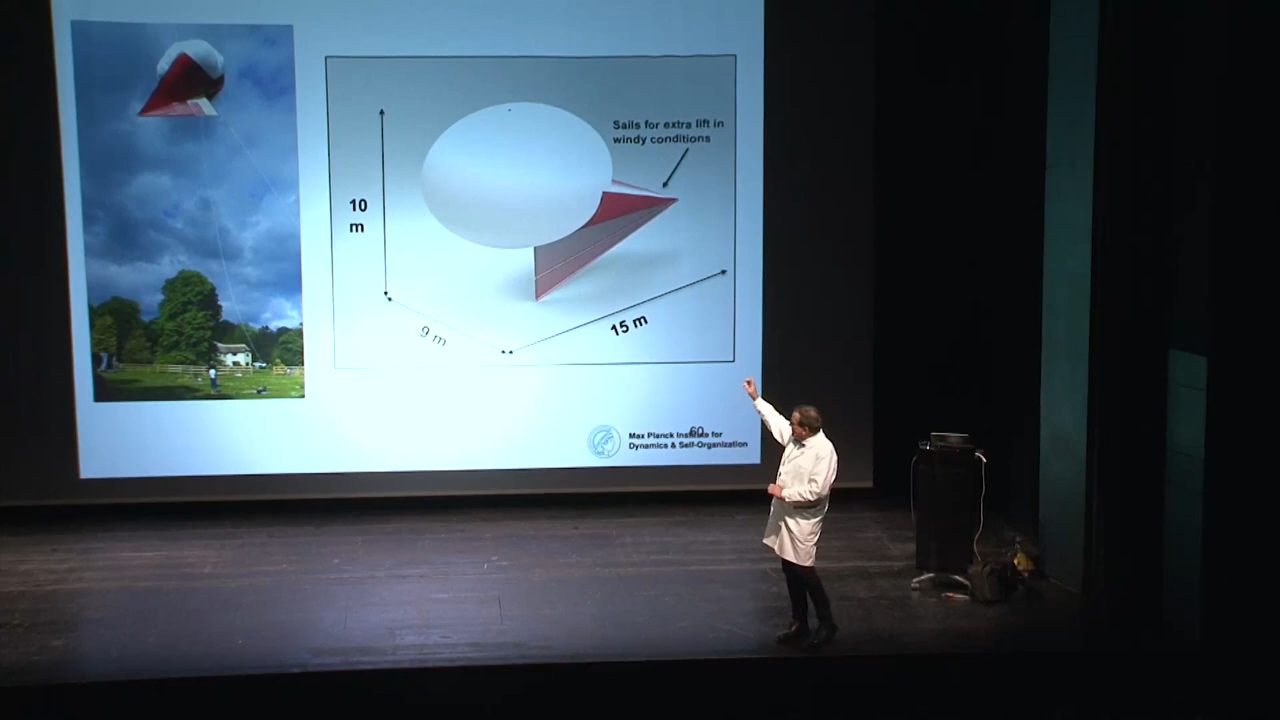 Sails for extra lift in
windy conditions
10
m
9 m
15 m
60
Max Planck Institute for
Dynamics & Self-Organization